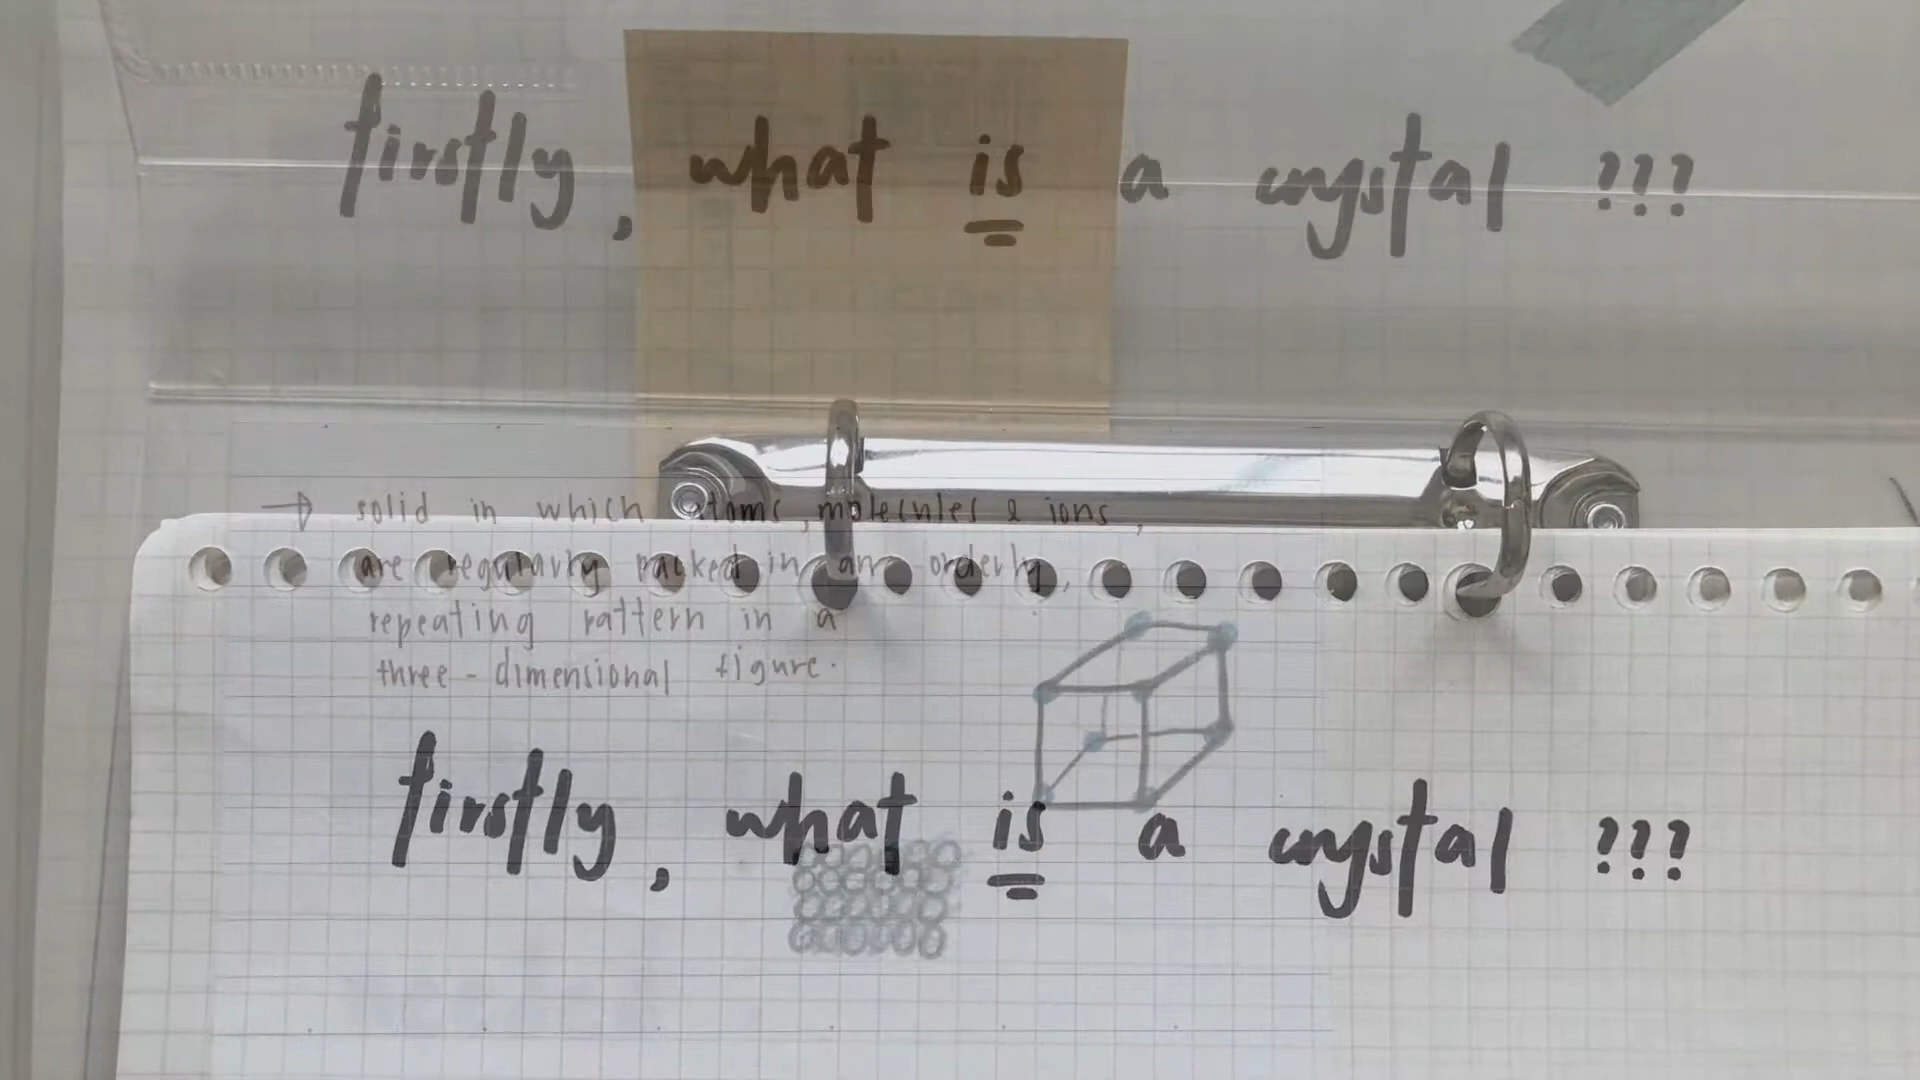 firstly, what is a crystal ???
→ solid in which atoms, molecules & ions,
are regularly packed in an orderly,
repeating pattern in a
three-dimensional figure.
firstly, what is a crystal ???